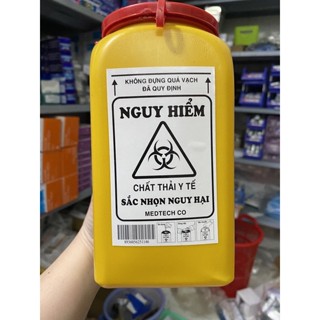 KHÔNG ĐỰNG QUÁ VẠCH
ĐÃ QUY ĐỊNH
NGUY HIỂM
CHẤT THẢI Y TẾ
SẮC NHỌN NGUY HẠI
MEDTECH CO